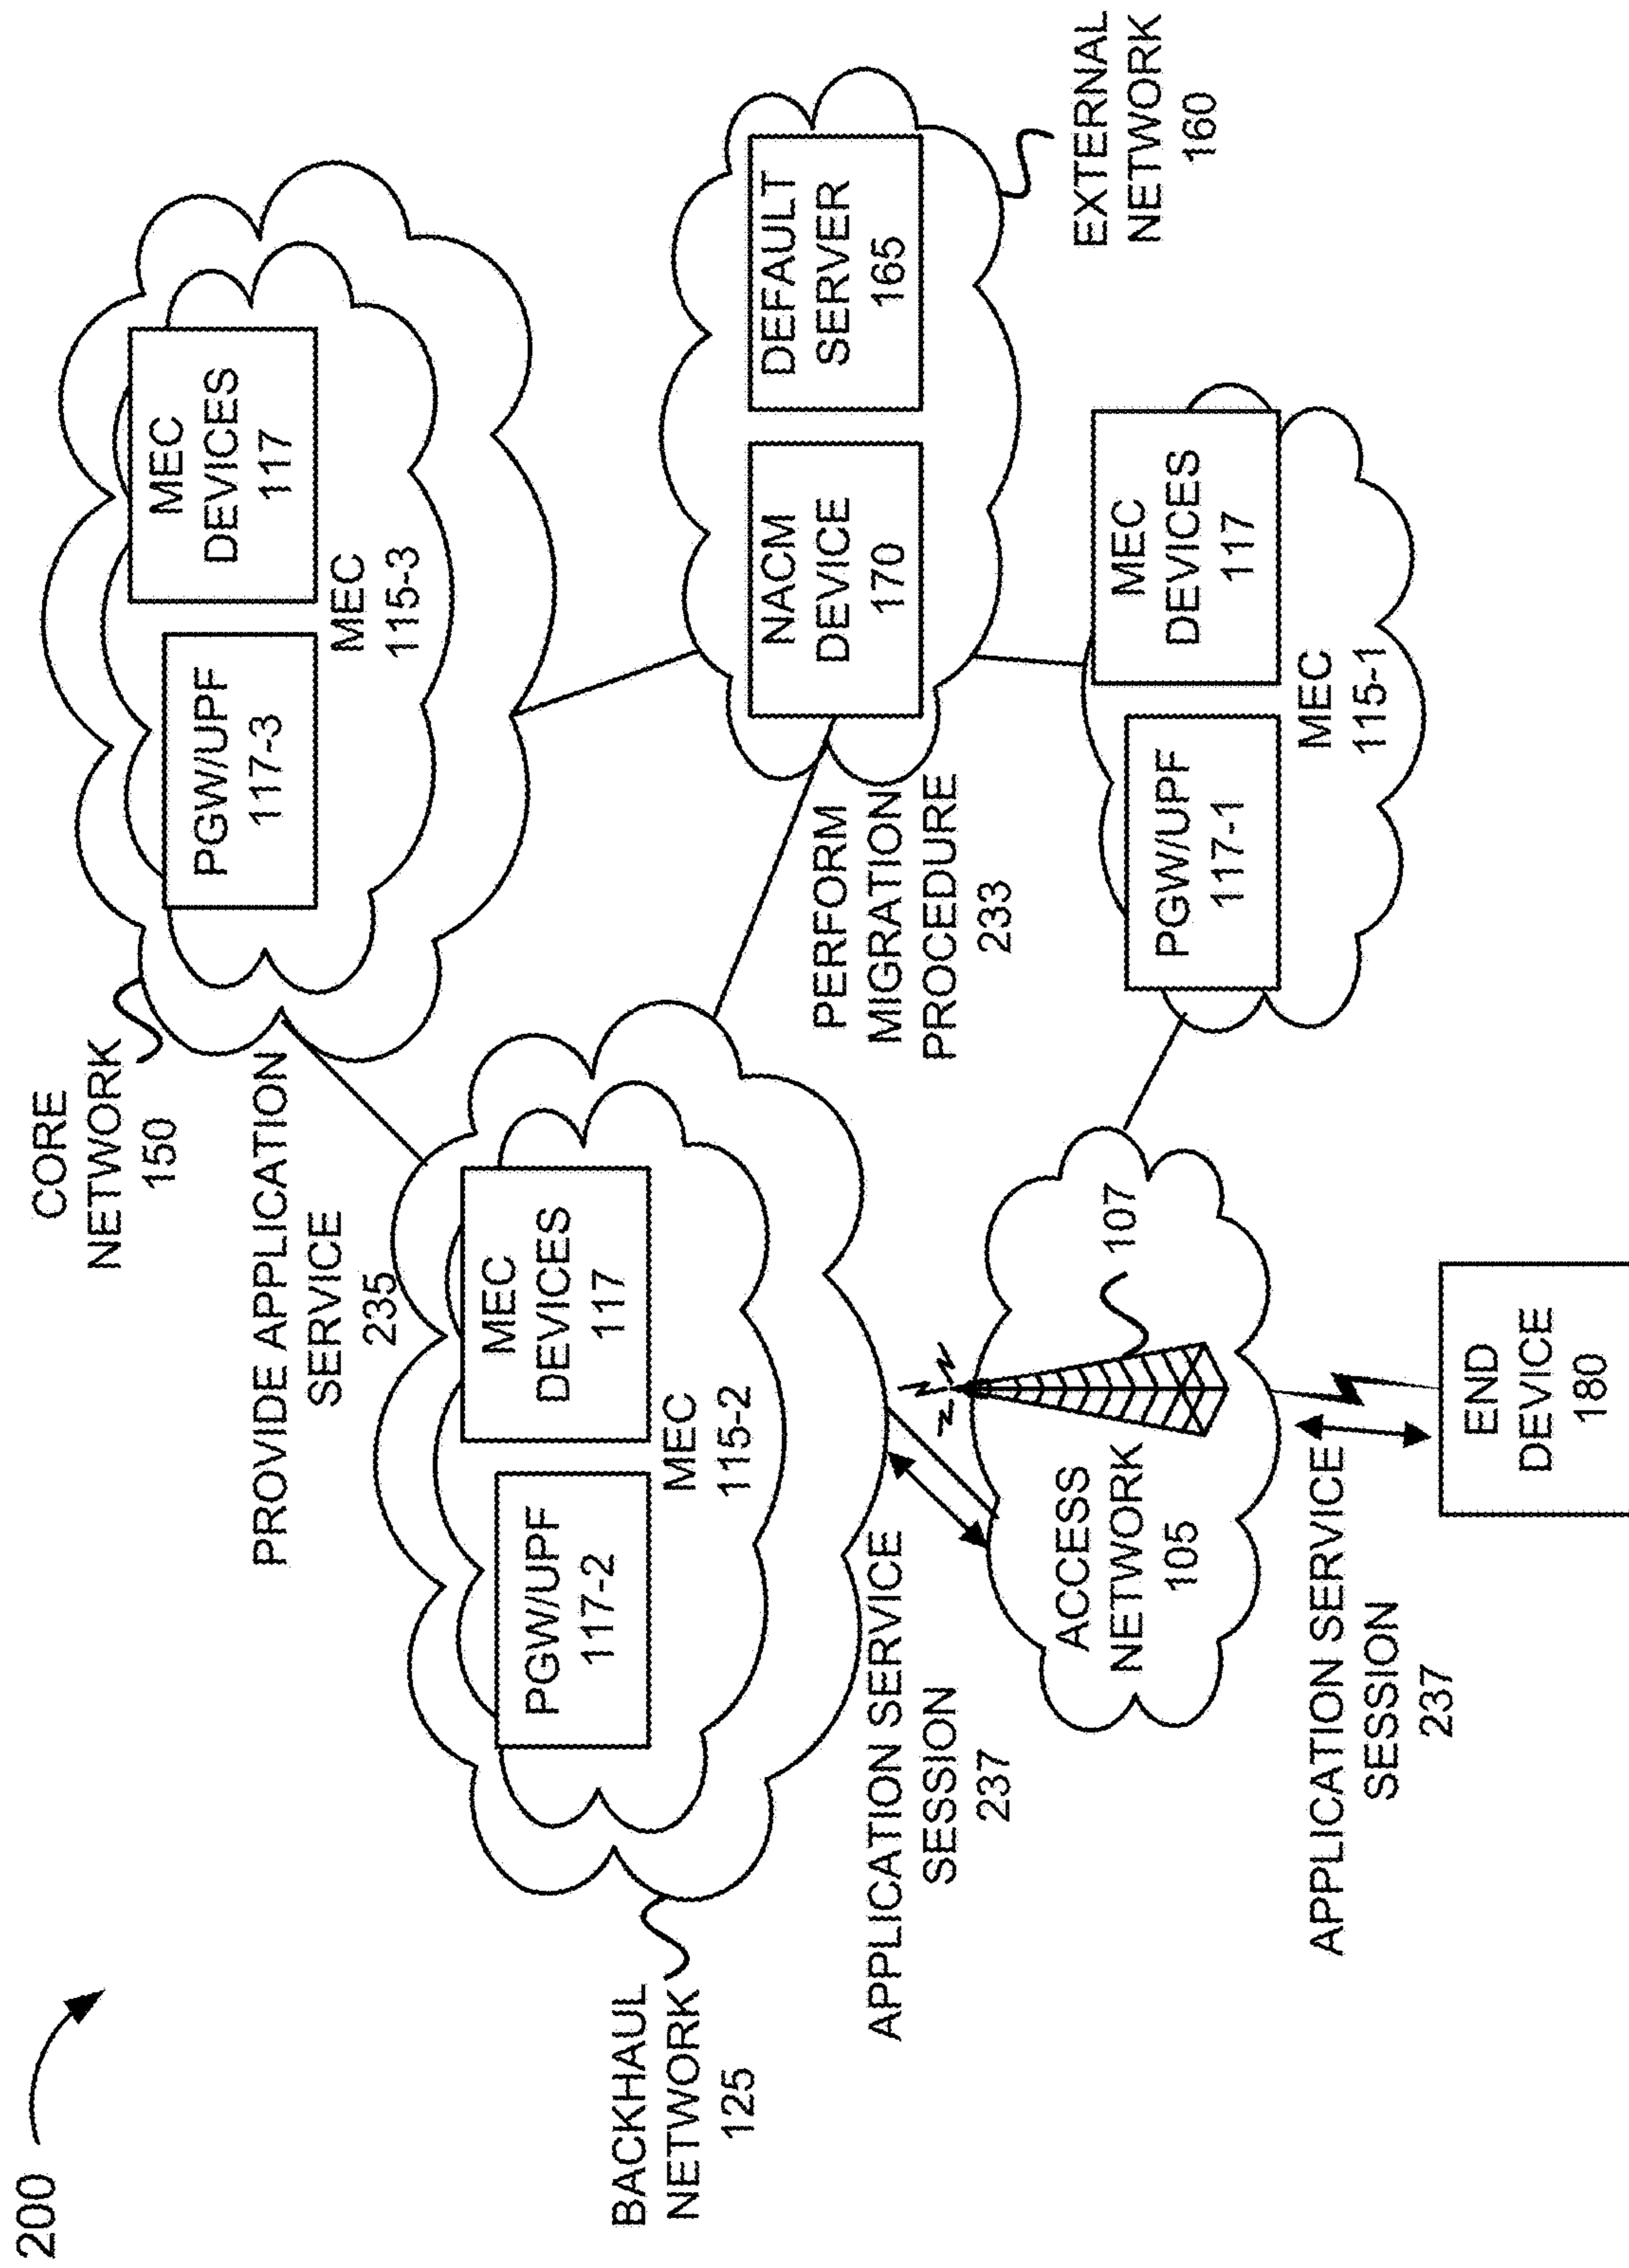 200
CORE
NETWORK
150
MEC
DEVICES
117
PGW/UPF
117-3
MEC
115-3
PROVIDE APPLICATION
SERVICE
235
BACKHAUL
NETWORK
125
MEC
DEVICES
117
PGW/UPF
117-2
MEC
115-2
PERFORM
MIGRATION
PROCEDURE
233
NACM
DEVICE
170
DEFAULT
SERVER
165
EXTERNAL
NETWORK
160
MEC
DEVICES
117
PGW/UPF
117-1
MEC
115-1
APPLICATION SERVICE
SESSION
237
ACCESS
NETWORK
105
107
APPLICATION SERVICE
SESSION
237
END
DEVICE
180